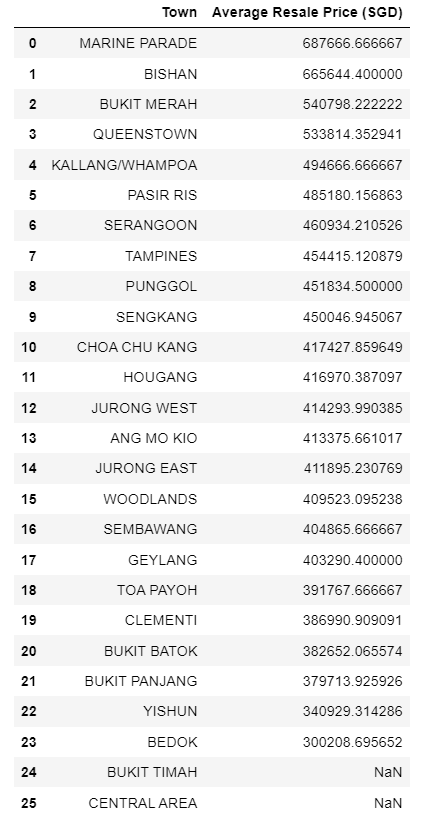 Town Average Resale Price (SGD)
0 MARINE PARADE 687666.666667
1 BISHAN 665644.400000
2 BUKIT MERAH 540798.222222
3 QUEENSTOWN 533814.352941
4 KALLANG/WHAMPOA 494666.666667
5 PASIR RIS 485180.156863
6 SERANGOON 460934.210526
7 TAMPINES 454415.120879
8 PUNGGOL 451834.500000
9 SENGKANG 450046.945067
10 CHOA CHU KANG 417427.859649
11 HOUGANG 416970.387097
12 JURONG WEST 414293.990385
13 ANG MO KIO 413375.661017
14 JURONG EAST 411895.230769
15 WOODLANDS 409523.095238
16 SEMBAWANG 404865.666667
17 GEYLANG 403290.400000
18 TOA PAYOH 391767.666667
19 CLEMENTI 386990.909091
20 BUKIT BATOK 382652.065574
21 BUKIT PANJANG 379713.925926
22 YISHUN 340929.314286
23 BEDOK 300208.695652
24 BUKIT TIMAH NaN
25 CENTRAL AREA NaN